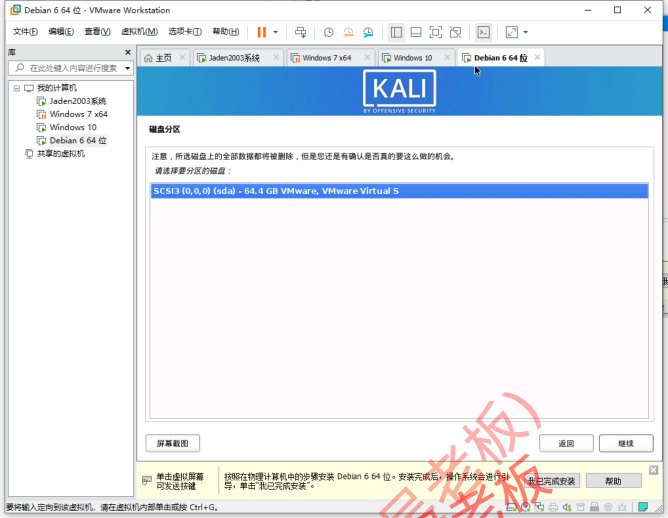 Debian 6 64 位 - VMware Workstation
文件(F) 编辑(E) 查看(V) 虚拟机(M) 选项卡(T) 帮助(H)
库
在此处键入内容进行搜索
我的计算机
Jaden2003系统
Windows 7 x64
Windows 10
Debian 6 64 位
共享的虚拟机
主页 Jaden2003系统 Windows 7 x64 Windows 10 Debian 6 64 位
KALI
BY OFFENSIVE SECURITY
磁盘分区
注意，所选磁盘上的全部数据都将被删除，但是您还是有确认是否真的要这么做的机会。
请选择要分区的磁盘：
SCSI3 (0,0,0) (sda) - 64.4 GB VMware, VMware Virtual S
屏幕截图 返回 继续
单击虚拟屏幕
可发送按键
按照在物理计算机中的步骤安装 Debian 6 64 位。安装完成后，操作系统会进行引
导，单击"我已完成安装"。
我已完成安装 帮助
要将输入定向到该虚拟机，请在虚拟机内部单击或按 Ctrl+G。
老板)
老板